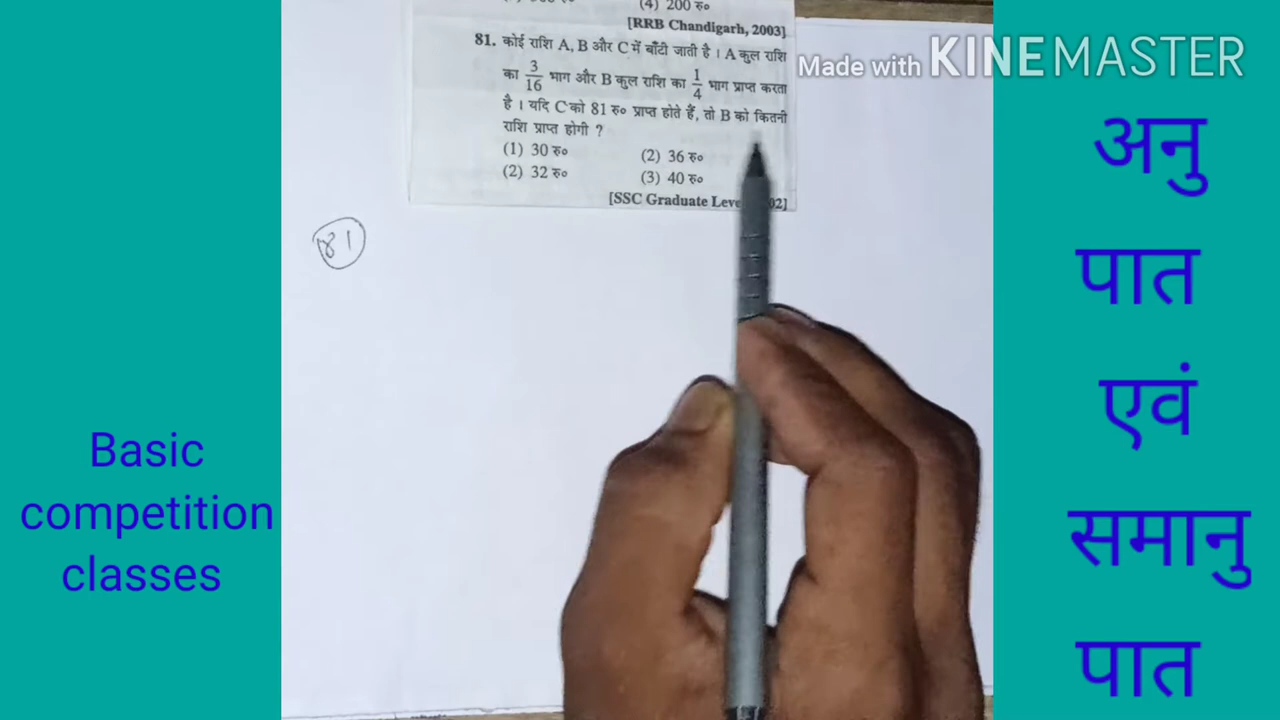 (4) 200 रु०
[RRB Chandigarh, 2003]
81. कोई राशि A, B और C में बाँटी जाती है । A कुल राशि
का 3/16 भाग और B कुल राशि का 1/4 भाग प्राप्त करता
है । यदि C को 81 रु० प्राप्त होते हैं, तो B को कितनी
राशि प्राप्त होगी ?
(1) 30 रु० (2) 36 रु०
(2) 32 रु० (3) 40 रु०
[SSC Graduate Leve 02]
81
Made with KINEMASTER
Basic
competition
classes
अनु
पात
एवं
समानु
पात